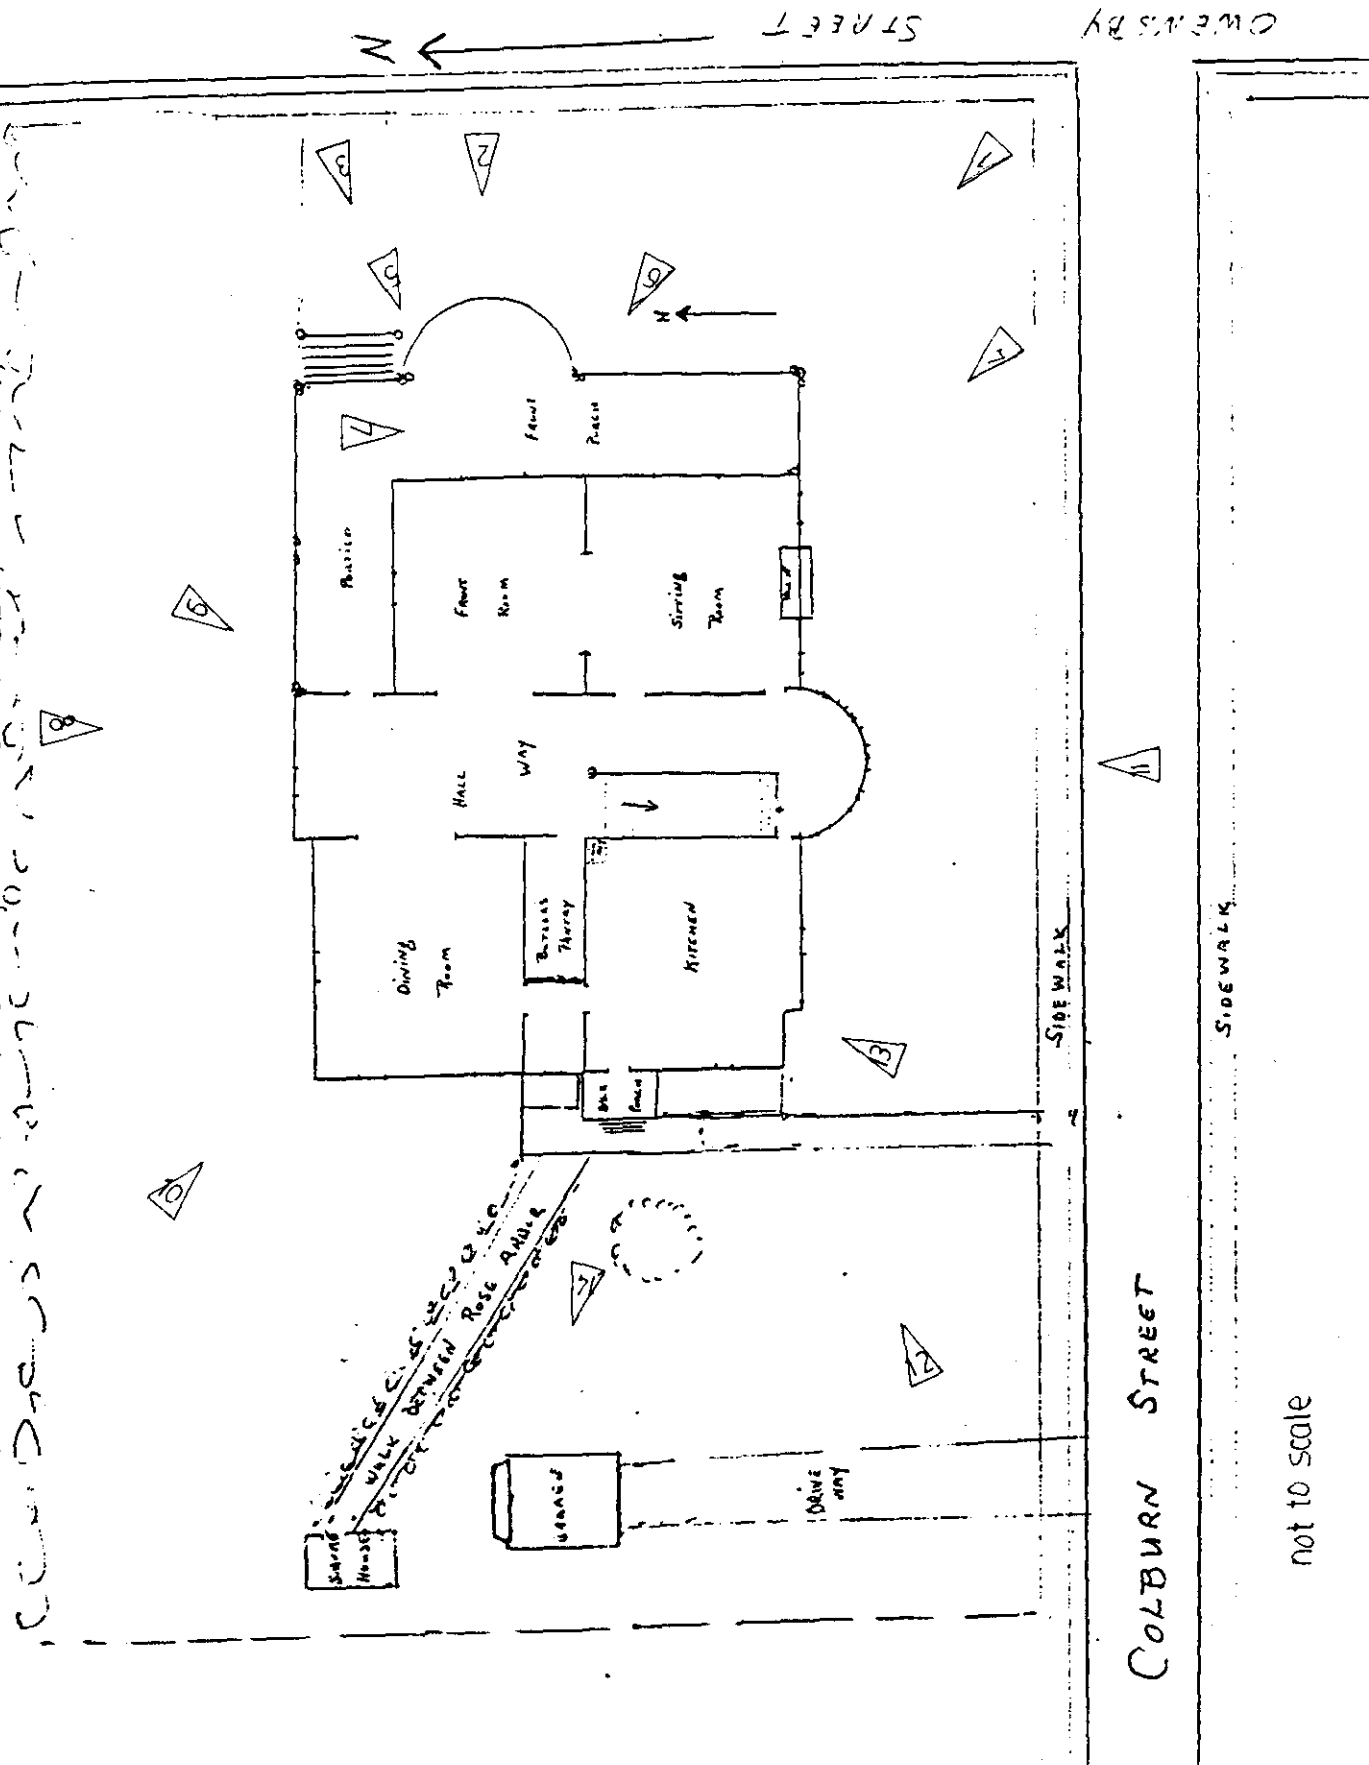 OWENSBY STREET
N
3
2
1
5
6
N
7
4
FRONT
PORCH
PORTICO
FRONT
ROOM
SITTING
ROOM
9
8
HALL
WAY
11
DINING
ROOM
BUTLERS
PANTRY
KITCHEN
SIDEWALK
SIDEWALK
13
BACK
PORCH
10
WALK BETWEEN ROSE ARBOR
14
12
GARAGE
DRIVE
WAY
HOUSE
COLBURN STREET
not to scale